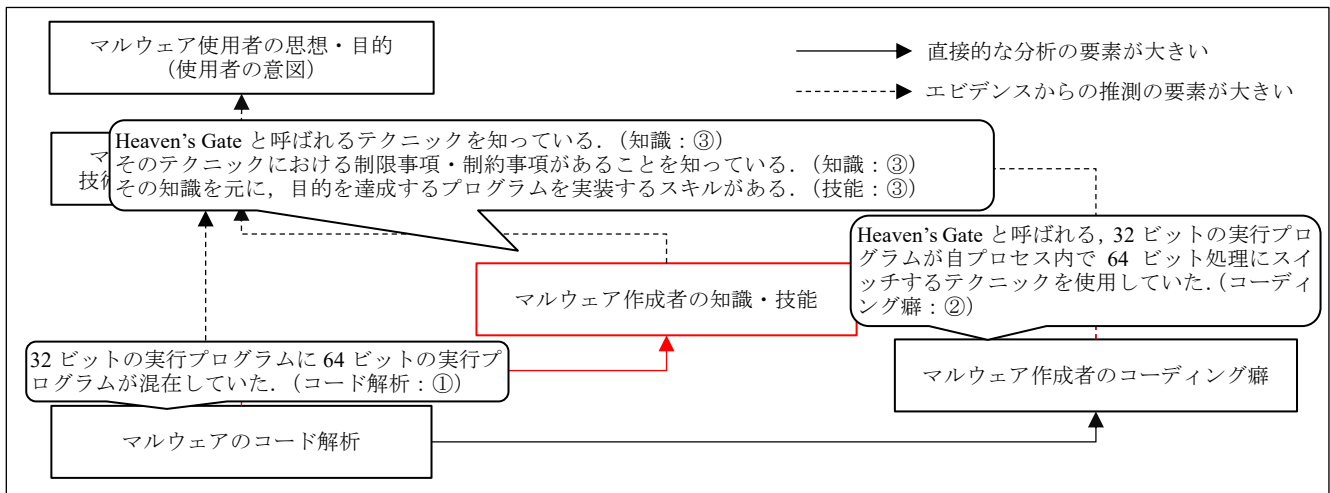 マルウェア使用者の思想・目的
（使用者の意図）
直接的な分析の要素が大きい
エビデンスからの推測の要素が大きい
マ
技術
Heaven's Gate と呼ばれるテクニックを知っている．（知識：③）
そのテクニックにおける制限事項・制約事項があることを知っている．（知識：③）
その知識を元に，目的を達成するプログラムを実装するスキルがある．（技能：③）
Heaven's Gate と呼ばれる，32 ビットの実行プロ
グラムが自プロセス内で 64 ビット処理にスイ
ッチするテクニックを使用していた．（コーディ
ング癖：②）
マルウェア作成者の知識・技能
32 ビットの実行プログラムに 64 ビットの実行プ
ログラムが混在していた．（コード解析：①）
マルウェア作成者のコーディング癖
マルウェアのコード解析